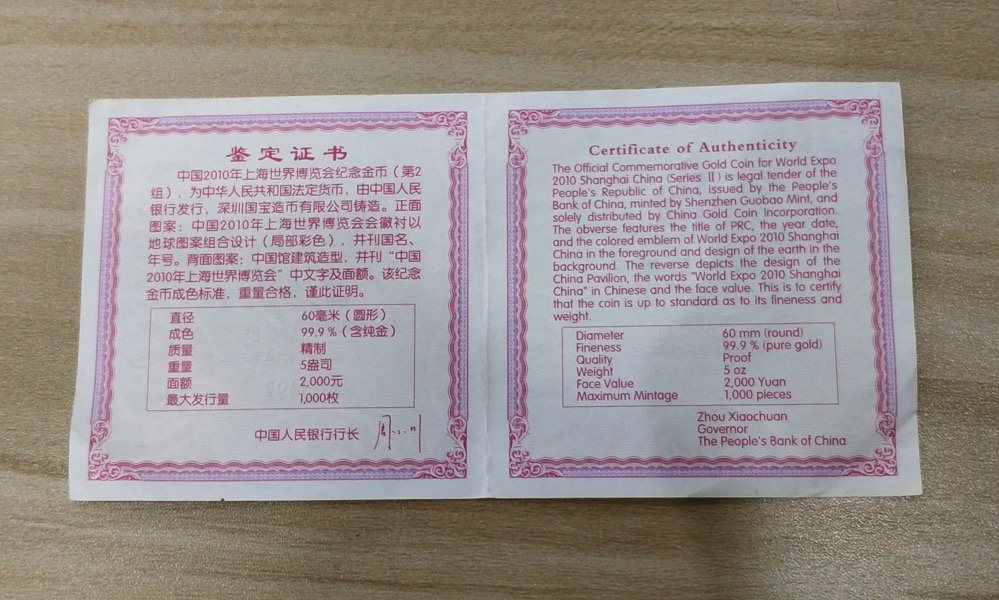 鉴定证书
中国2010年上海世界博览会纪念金币（第2
组），为中华人民共和国法定货币，由中国人民
银行发行，深圳国宝造币有限公司铸造。正面
图案：中国2010年上海世界博览会会徽衬以
地球图案组合设计（局部彩色），并刊国名、
年号。背面图案：中国馆建筑造型，并刊“中国
2010年上海世界博览会”中文字及面额。该纪念
金币成色标准，重量合格，谨此证明。
直径 60毫米（圆形）
成色 99.9％（含纯金）
质量 精制
重量 5盎司
面额 2,000元
最大发行量 1,000枚
中国人民银行行长 周小川
Certificate of Authenticity
The Official Commemorative Gold Coin for World Expo
2010 Shanghai China (Series Ⅱ) is legal tender of the
People's Republic of China, issued by the People's
Bank of China, minted by Shenzhen Guobao Mint, and
solely distributed by China Gold Coin Incorporation.
The obverse features the title of PRC, the year date,
and the colored emblem of World Expo 2010 Shanghai
China in the foreground and design of the earth in the
background. The reverse depicts the design of the
China Pavilion, the words "World Expo 2010 Shanghai
China" in Chinese and the face value. This is to certify
that the coin is up to standard as to its fineness and
weight.
Diameter 60 mm (round)
Fineness 99.9 % (pure gold)
Quality Proof
Weight 5 oz
Face Value 2,000 Yuan
Maximum Mintage 1,000 pieces
Zhou Xiaochuan
Governor
The People's Bank of China